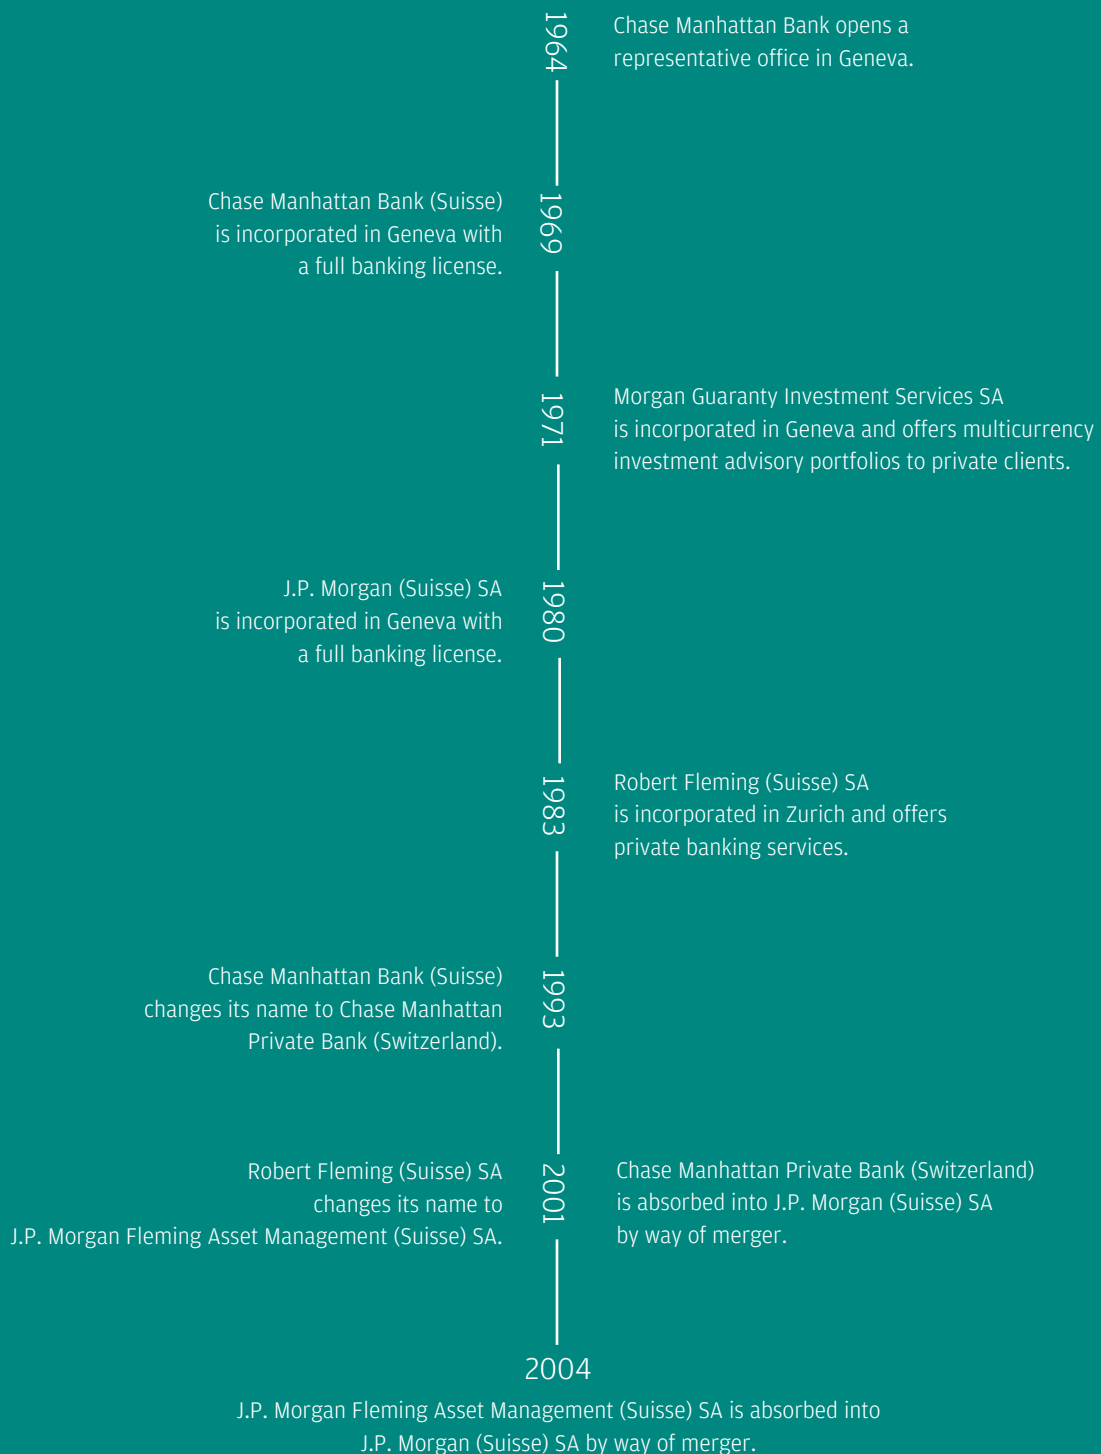 1964
Chase Manhattan Bank opens a
representative office in Geneva.
1969
Chase Manhattan Bank (Suisse)
is incorporated in Geneva with
a full banking license.
1971
Morgan Guaranty Investment Services SA
is incorporated in Geneva and offers multicurrency
investment advisory portfolios to private clients.
1980
J.P. Morgan (Suisse) SA
is incorporated in Geneva with
a full banking license.
1983
Robert Fleming (Suisse) SA
is incorporated in Zurich and offers
private banking services.
1993
Chase Manhattan Bank (Suisse)
changes its name to Chase Manhattan
Private Bank (Switzerland).
2001
Robert Fleming (Suisse) SA
changes its name to
J.P. Morgan Fleming Asset Management (Suisse) SA.
Chase Manhattan Private Bank (Switzerland)
is absorbed into J.P. Morgan (Suisse) SA
by way of merger.
2004
J.P. Morgan Fleming Asset Management (Suisse) SA is absorbed into
J.P. Morgan (Suisse) SA by way of merger.